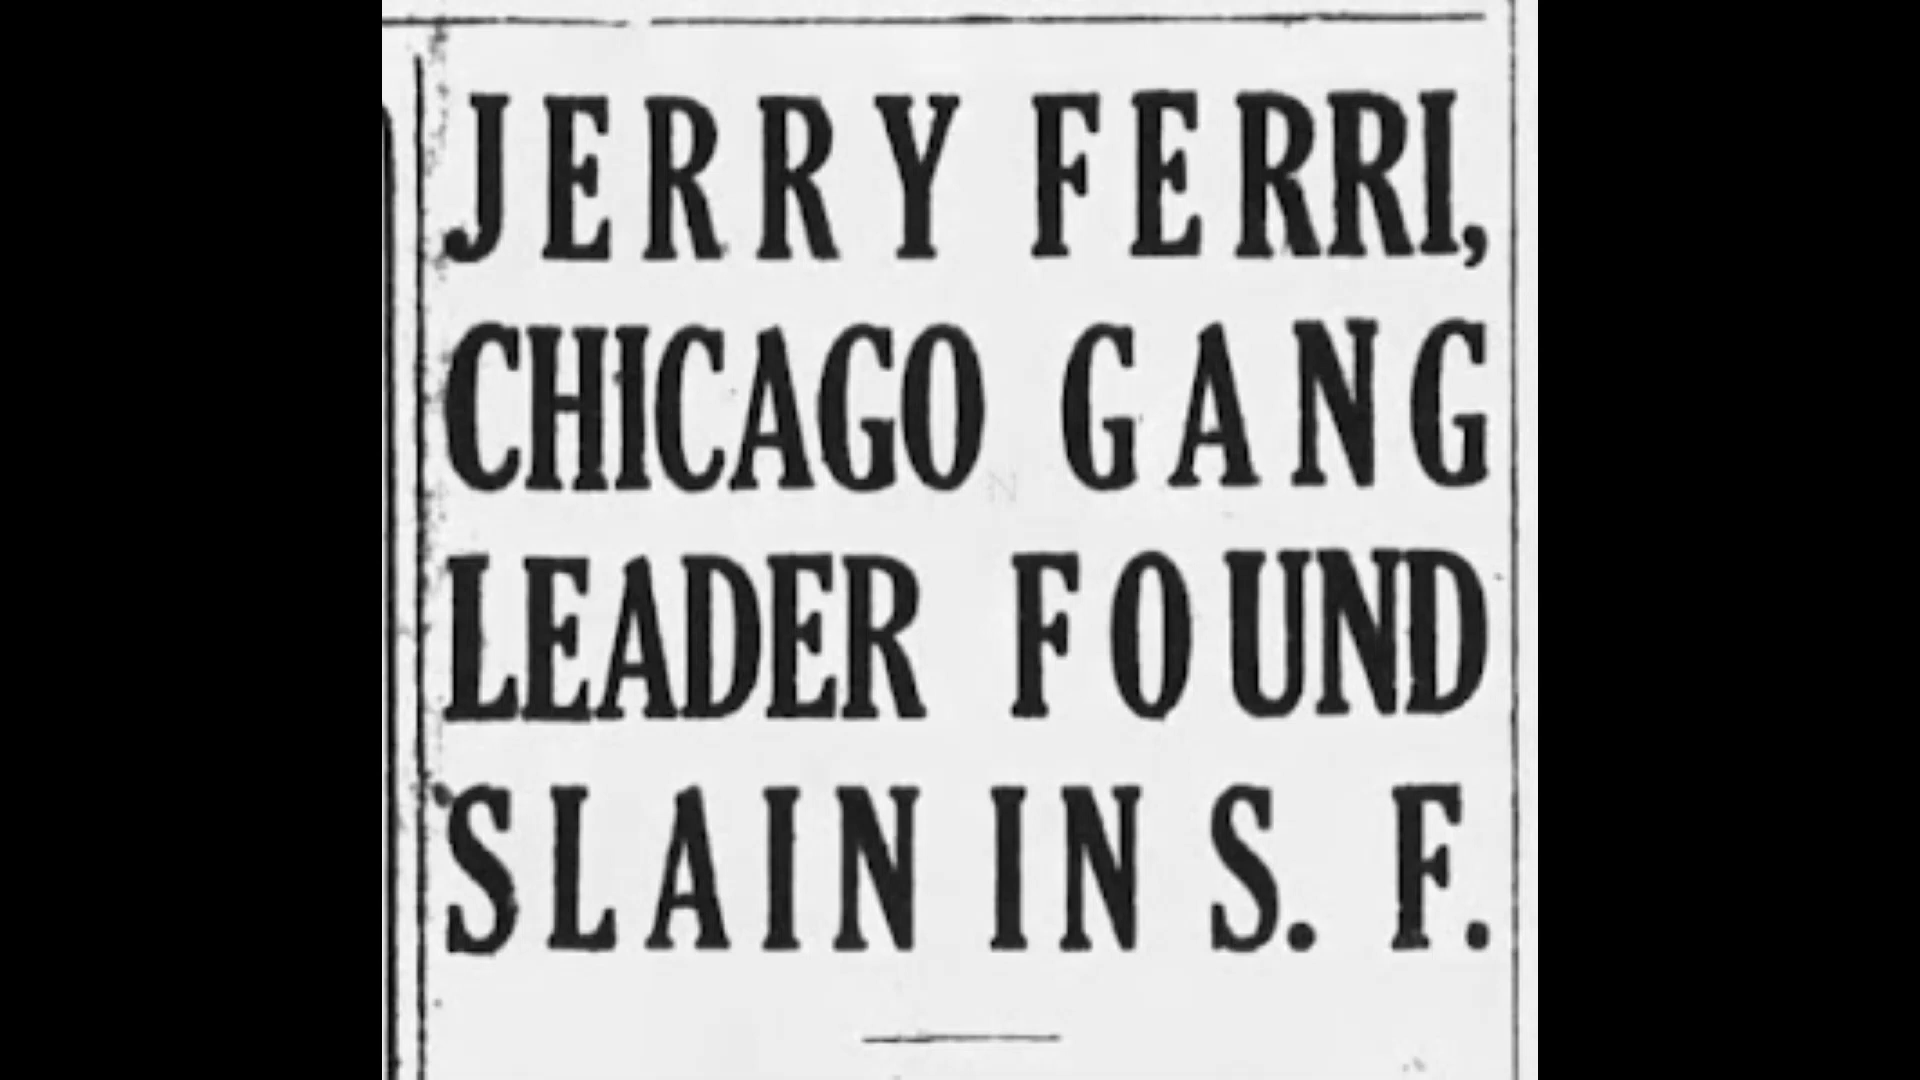 JERRY FERRI,
CHICAGO GANG
LEADER FOUND
SLAIN IN S. F.